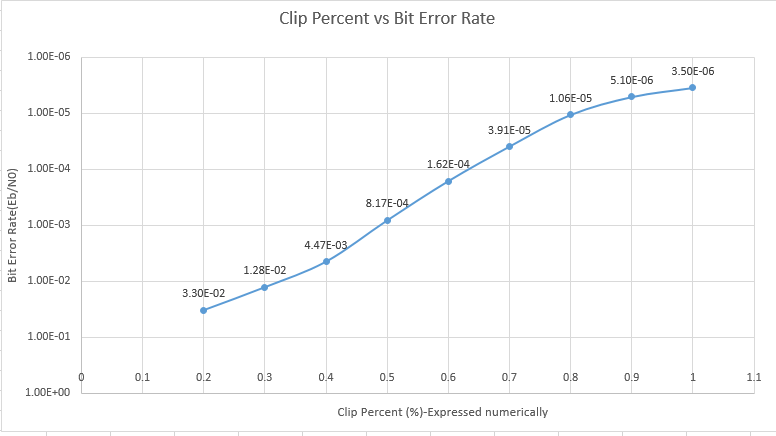 Clip Percent vs Bit Error Rate
1.00E-06
1.00E-05
1.00E-04
1.00E-03
1.00E-02
1.00E-01
1.00E+00
Bit Error Rate(Eb/N0)
3.30E-02
1.28E-02
4.47E-03
8.17E-04
1.62E-04
3.91E-05
1.06E-05
5.10E-06
3.50E-06
0 0.1 0.2 0.3 0.4 0.5 0.6 0.7 0.8 0.9 1 1.1
Clip Percent (%)-Expressed numerically